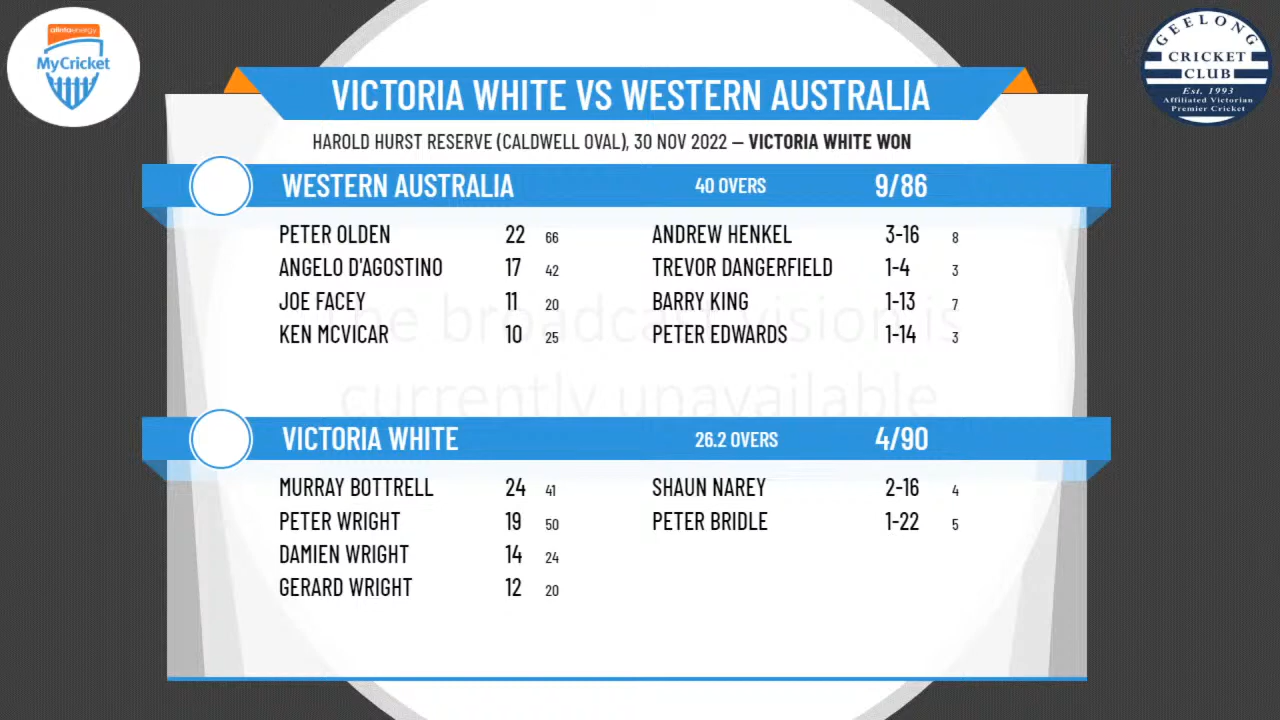 alintaenergy
MyCricket
GEELONG
CRICKET
CLUB
Est. 1993
Affiliated Victorian
Premier Cricket
VICTORIA WHITE VS WESTERN AUSTRALIA
HAROLD HURST RESERVE (CALDWELL OVAL), 30 NOV 2022 – VICTORIA WHITE WON
WESTERN AUSTRALIA 40 OVERS 9/86
PETER OLDEN 22 66 ANDREW HENKEL 3-16 8
ANGELO D'AGOSTINO 17 42 TREVOR DANGERFIELD 1-4 3
JOE FACEY 11 20 BARRY KING 1-13 7
KEN MCVICAR 10 25 PETER EDWARDS 1-14 3
The broadcast vision is
currently unavailable
VICTORIA WHITE 26.2 OVERS 4/90
MURRAY BOTTRELL 24 41 SHAUN NAREY 2-16 4
PETER WRIGHT 19 50 PETER BRIDLE 1-22 5
DAMIEN WRIGHT 14 24
GERARD WRIGHT 12 20